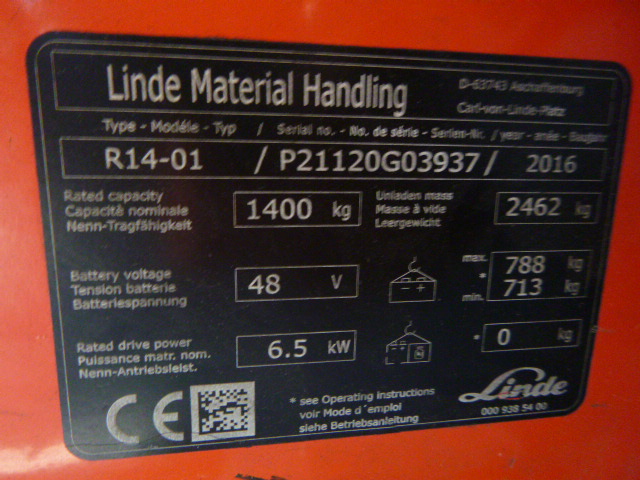 Linde Material Handling
D-63743 Aschaffenburg
Carl-von-Linde-Platz
Type - Modèle - Typ / Serial no. - No. de série - Serien-Nr. / year - année - Baujahr
R14-01 / P21120G03937 / 2016
Rated capacity
Capacité nominale
Nenn-Tragfähigkeit
1400 kg
Unladen mass
Masse à vide
Leergewicht
2462 kg
Battery voltage
Tension batterie
Batteriespannung
48 V
max. 788 kg
*
min. 713 kg
Rated drive power
Puissance matr. nom.
Nenn-Antriebsleist.
6.5 kW
* 0 kg
CE
* see Operating instructions
voir Mode d´emploi
siehe Betriebsanleitung
Linde
000 938 54 00